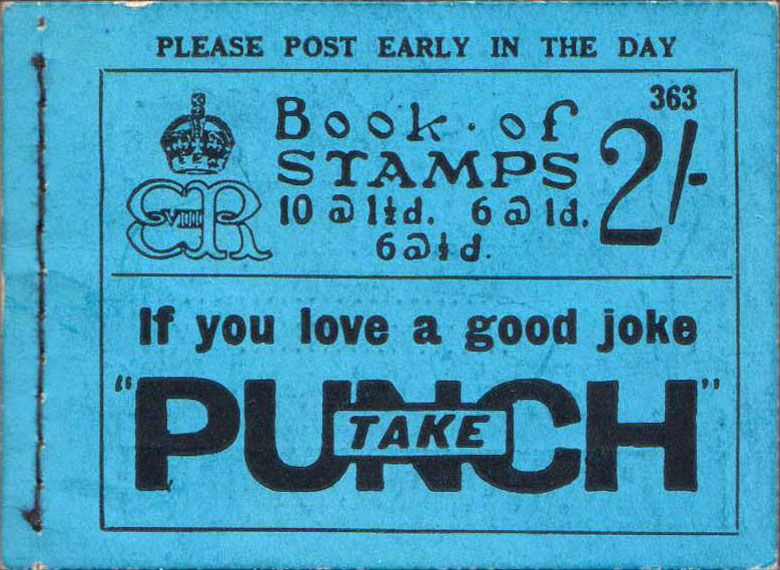 PLEASE POST EARLY IN THE DAY
363
Book·of
STAMPS
2/-
10 @ 1½d. 6 @ 1d.
6 @ ½d.
EVIIIR
If you love a good joke
TAKE
"PUNCH"